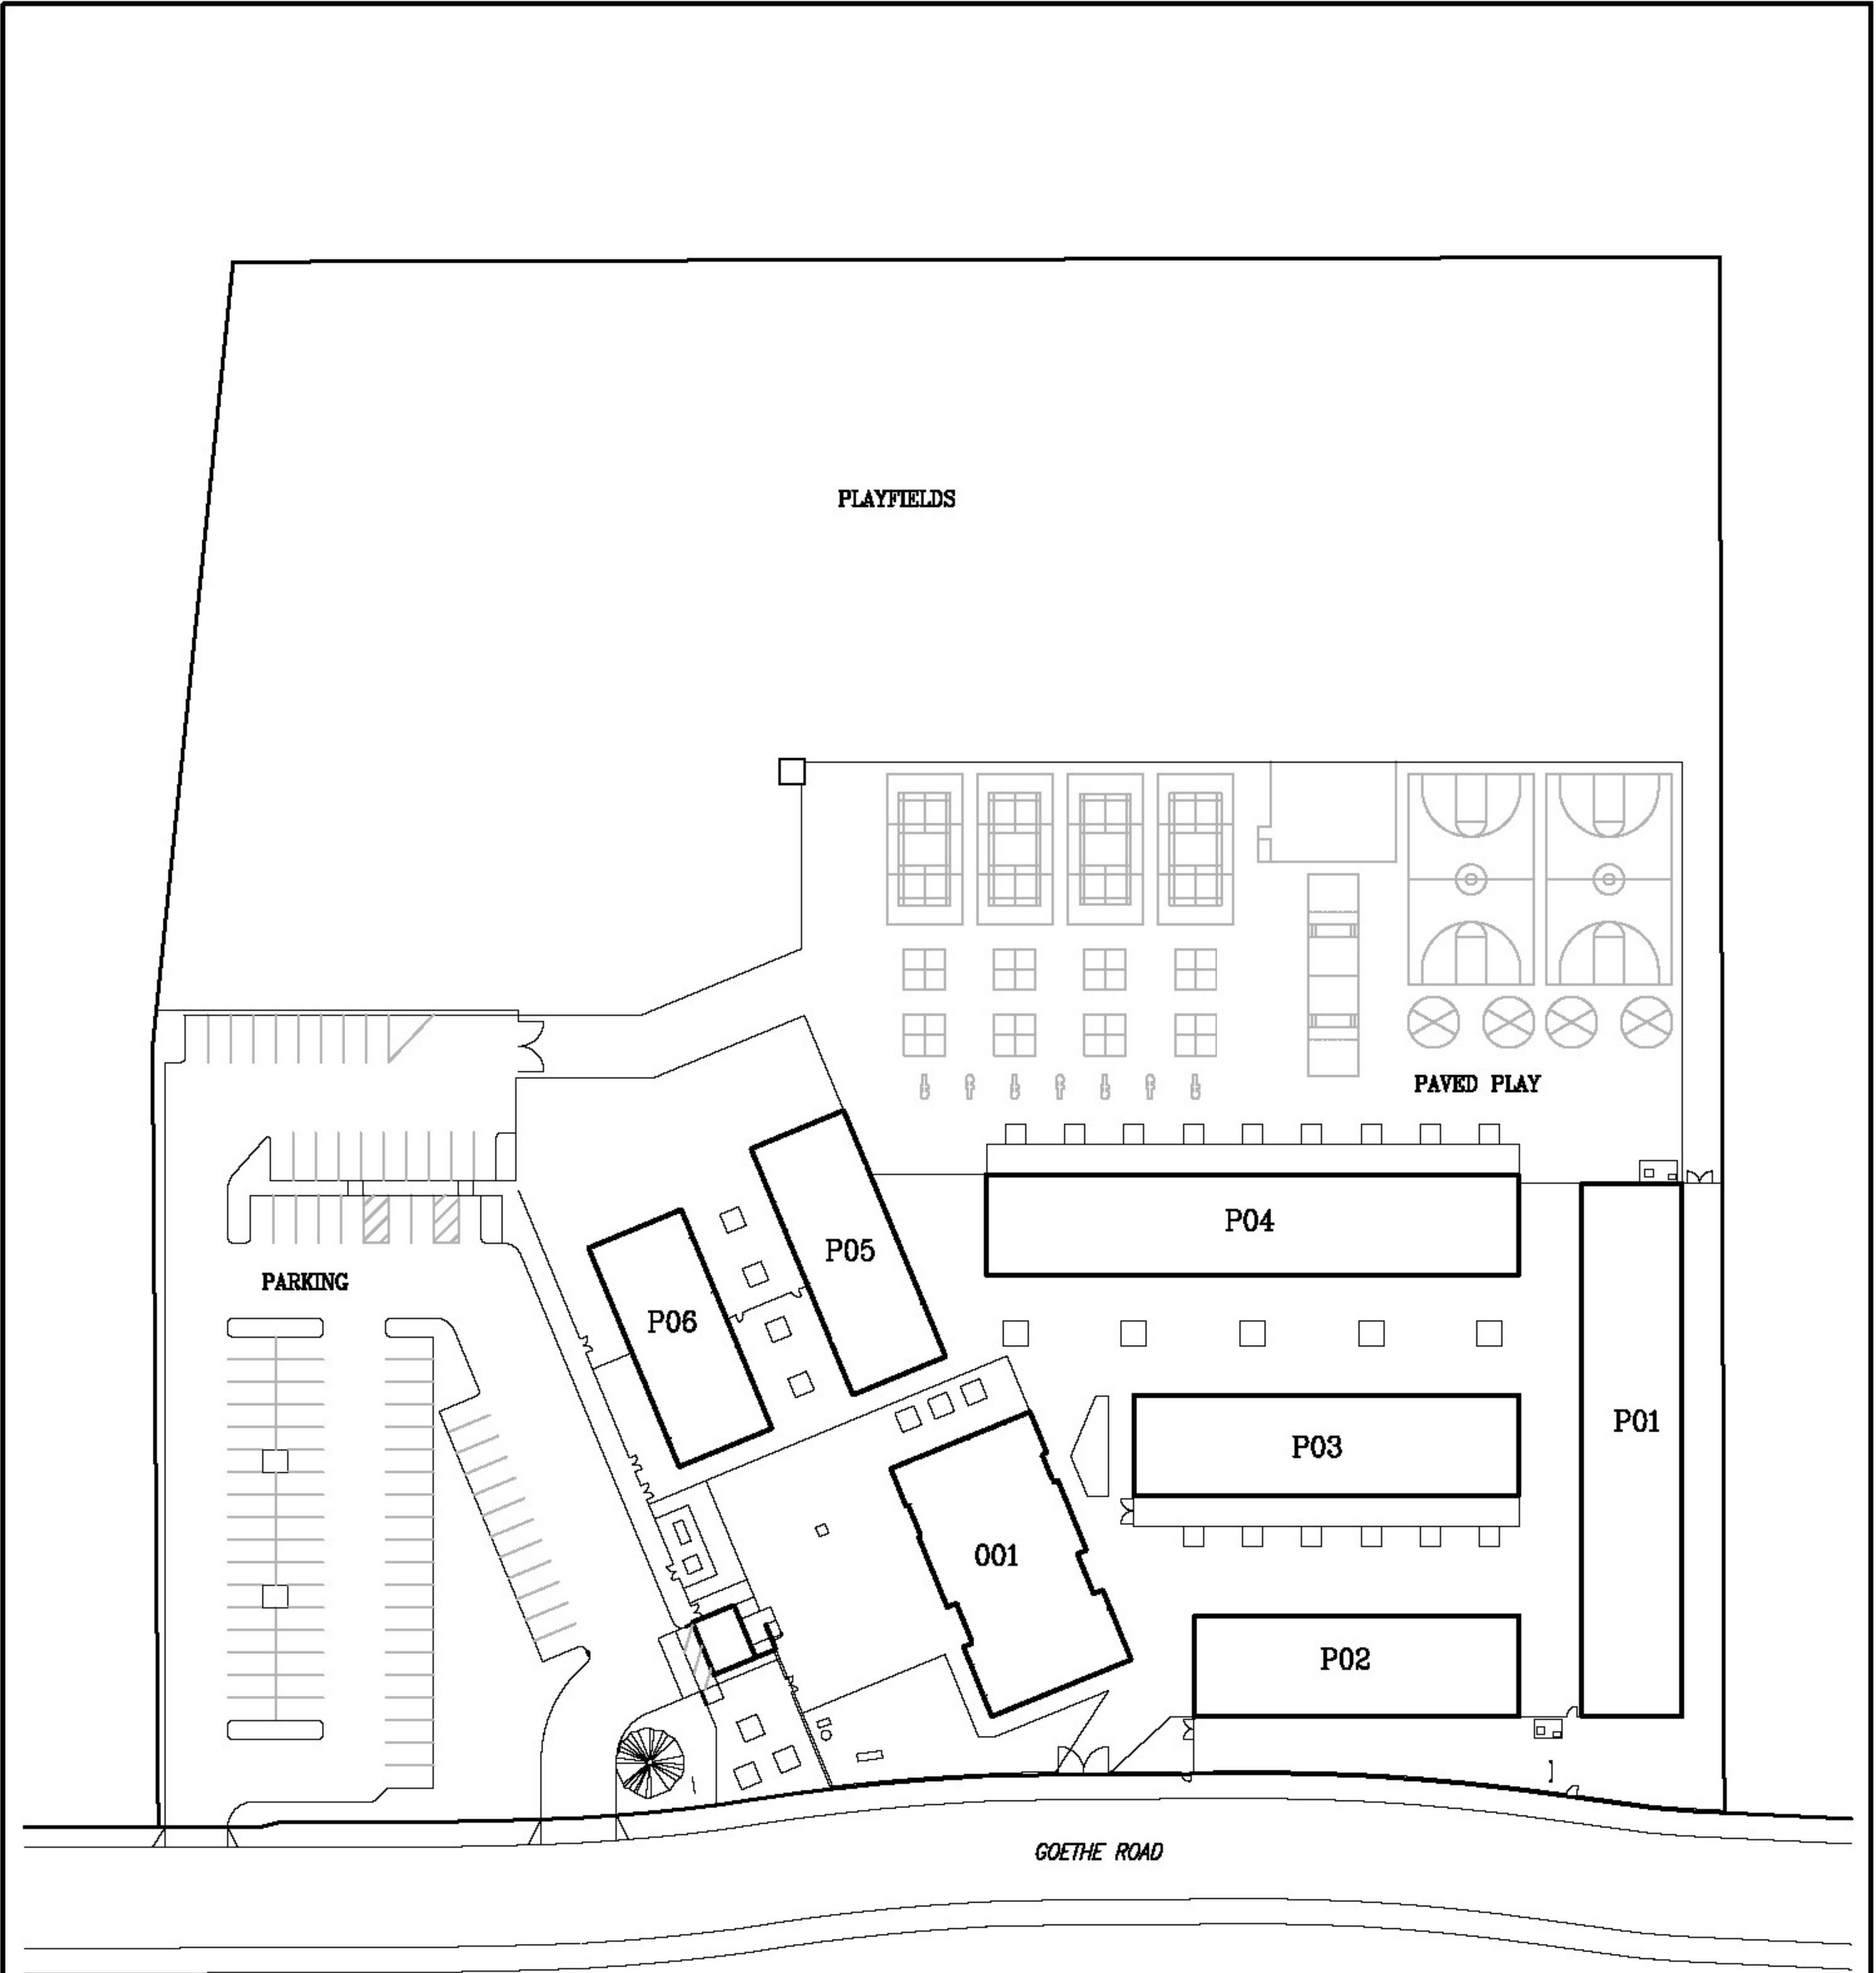 PLAYFIELDS
PAVED PLAY
P04
P05
PARKING
P06
P01
P03
001
P02
GOETHE ROAD